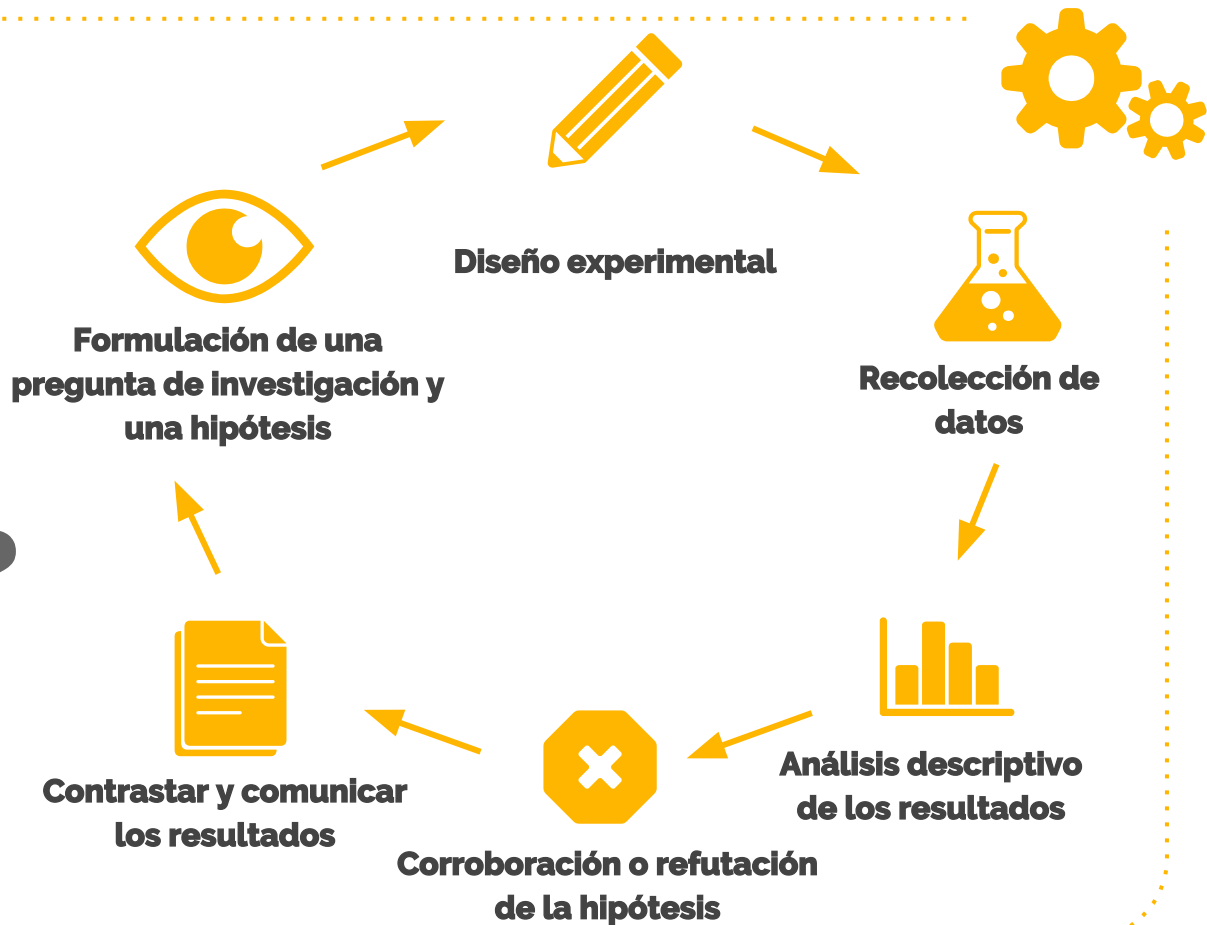 Diseño experimental
Formulación de una
pregunta de investigación y
una hipótesis
Recolección de
datos
Análisis descriptivo
de los resultados
Corroboración o refutación
de la hipótesis
Contrastar y comunicar
los resultados